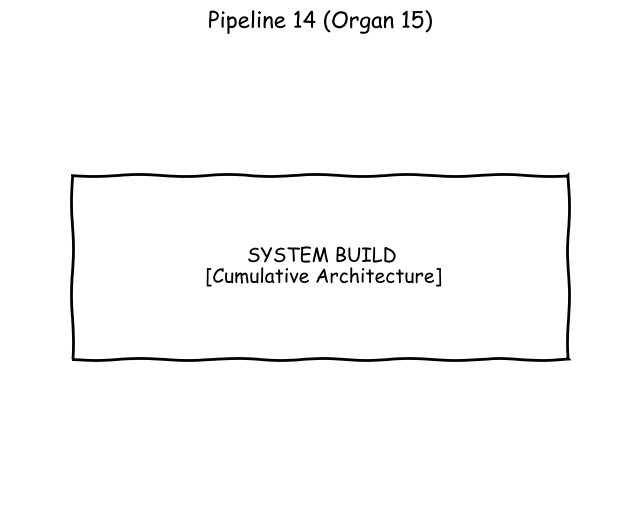 Pipeline 14 (Organ 15)
SYSTEM BUILD
[Cumulative Architecture]